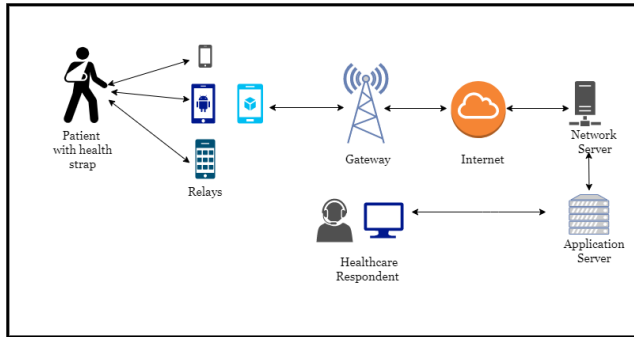 Patient
with health
strap
Relays
Gateway
Internet
Network
Server
Healthcare
Respondent
Application
Server